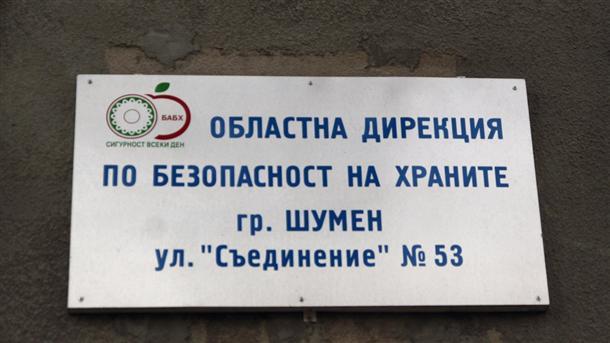 БАБХ
СИГУРНОСТ ВСЕКИ ДЕН
ОБЛАСТНА ДИРЕКЦИЯ
ПО БЕЗОПАСНОСТ НА ХРАНИТЕ
гр. ШУМЕН
ул. "Съединение" № 53